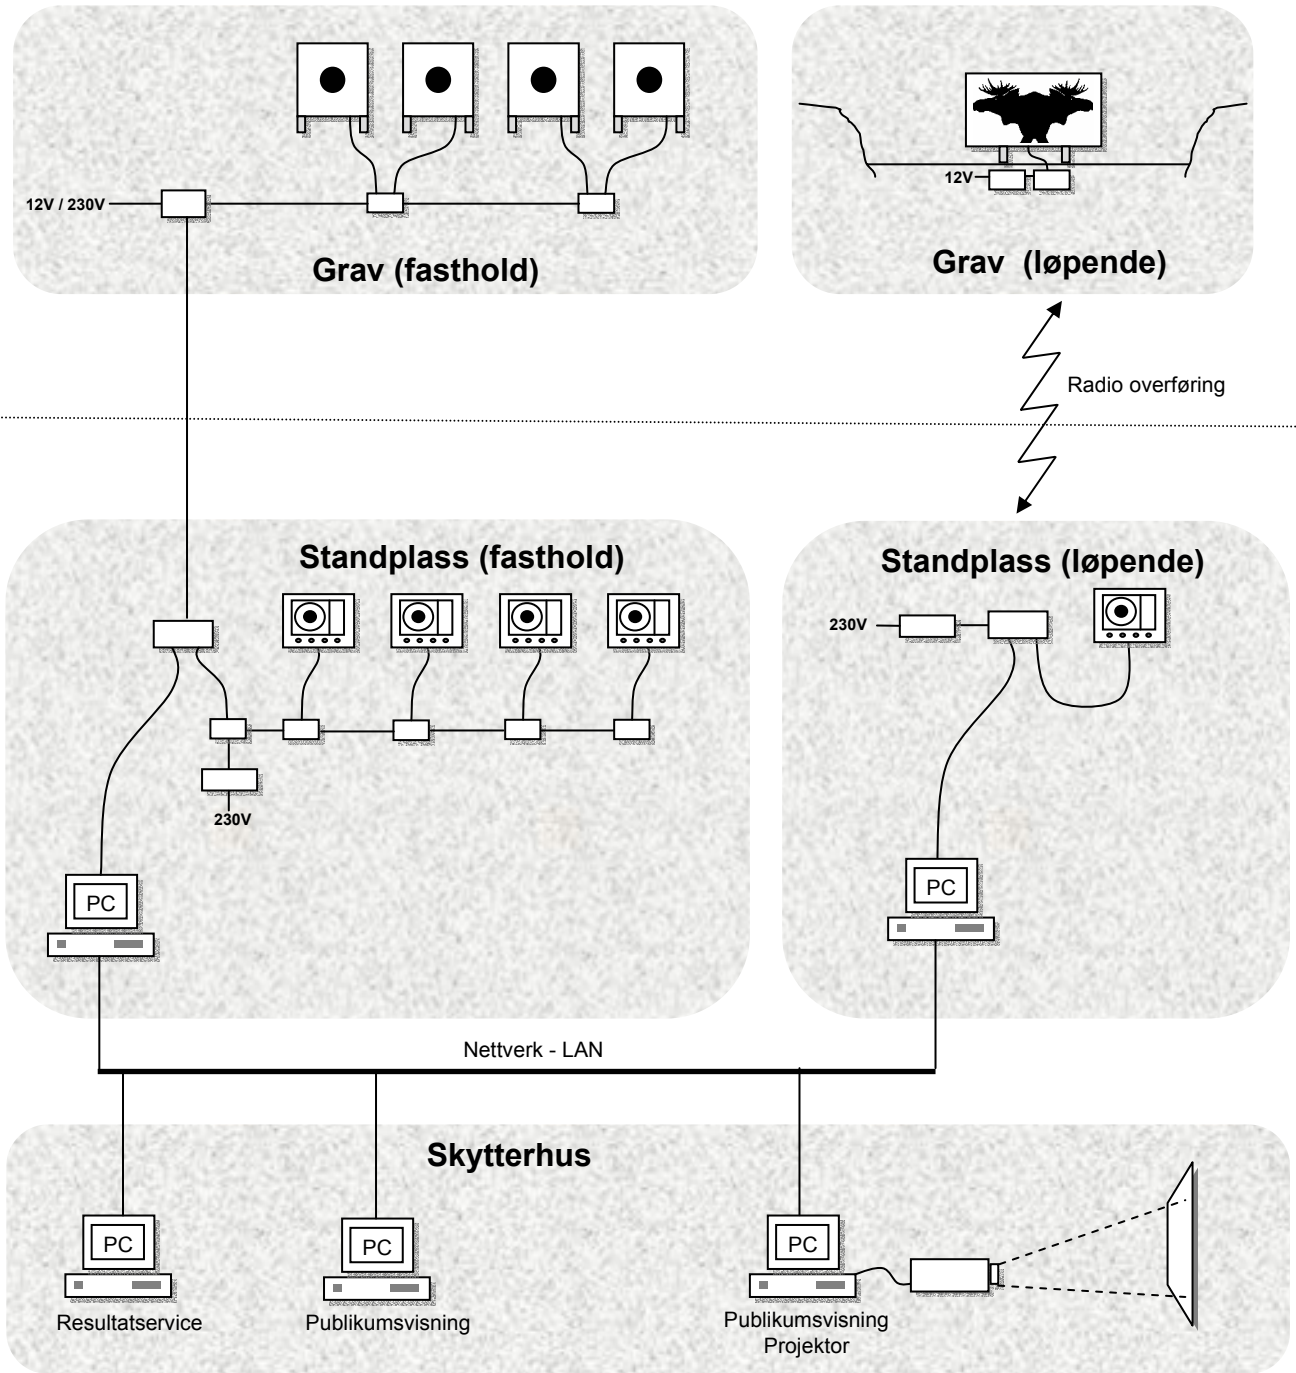 12V / 230V
Grav (fasthold)
12V
Grav (løpende)
Radio overføring
Standplass (fasthold)
230V
PC
Standplass (løpende)
230V
PC
Nettverk - LAN
Skytterhus
PC
Resultatservice
PC
Publikumsvisning
PC
Publikumsvisning
Projektor